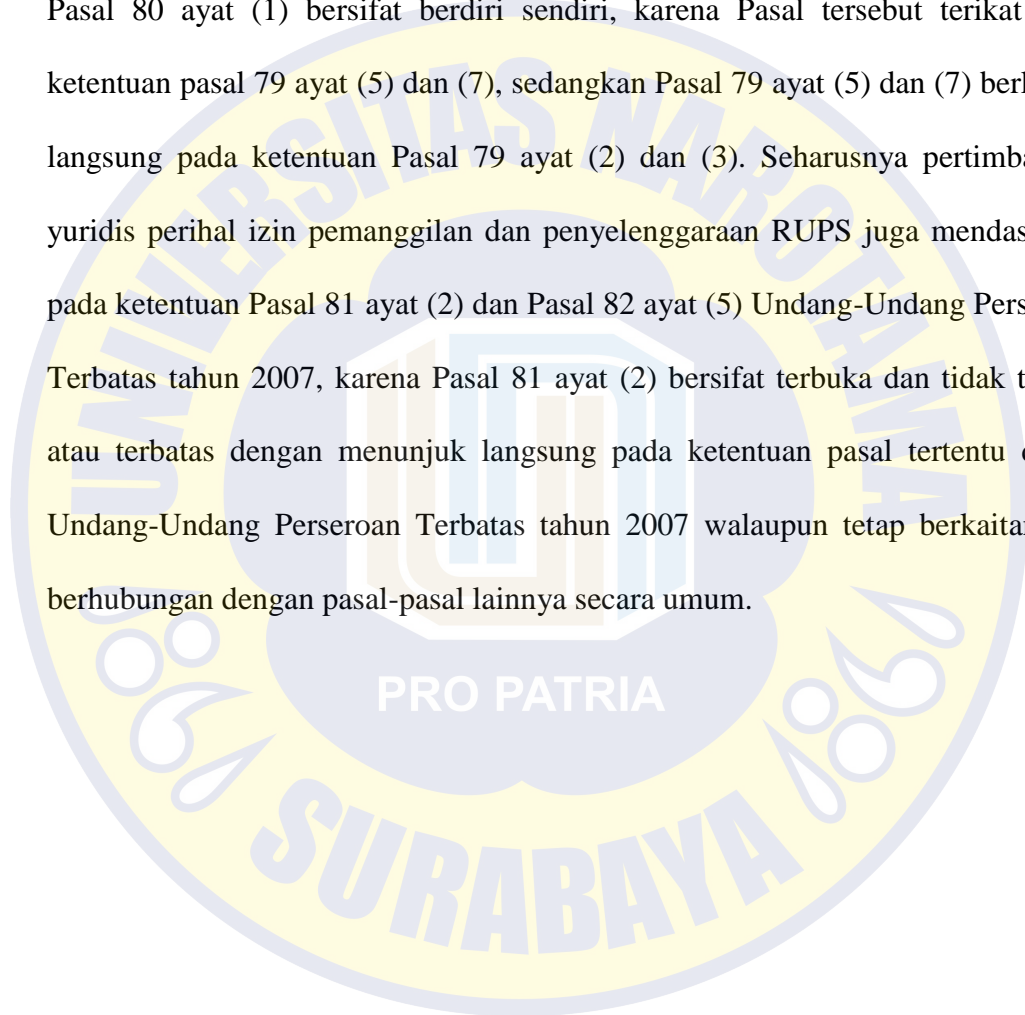 Pasal 80 ayat (1) bersifat berdiri sendiri, karena Pasal tersebut terikat
ketentuan pasal 79 ayat (5) dan (7), sedangkan Pasal 79 ayat (5) dan (7)
langsung pada ketentuan Pasal 79 ayat (2) dan (3). Seharusnya
yuridis perihal izin pemanggilan dan penyelenggaraan RUPS juga
pada ketentuan Pasal 81 ayat (2) dan Pasal 82 ayat (5) Undang-Undang
Terbatas tahun 2007, karena Pasal 81 ayat (2) bersifat terbuka dan tidak
atau terbatas dengan menunjuk langsung pada ketentuan pasal tertentu
Undang-Undang Perseroan Terbatas tahun 2007 walaupun tetap berkaitan
berhubungan dengan pasal-pasal lainnya secara umum.
UNIVERSITAS NAROTAMA
PRO PATRIA
SURABAYA